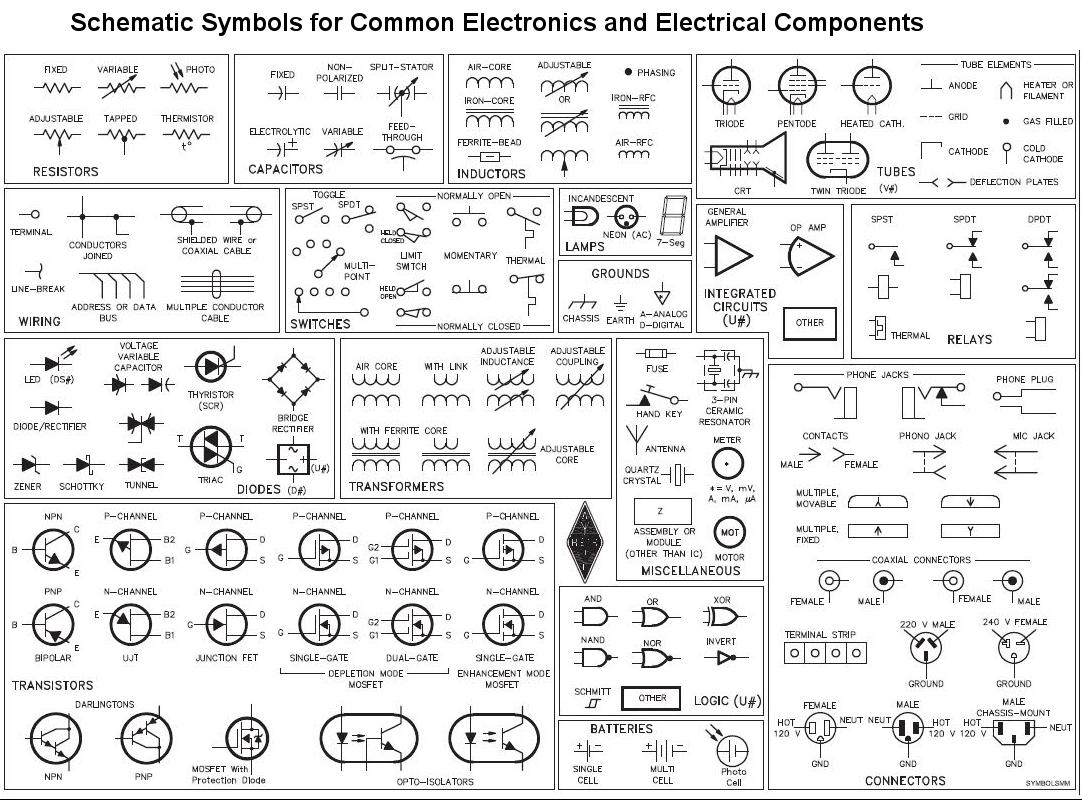 Schematic Symbols for Common Electronics and Electrical Components
FIXED
VARIABLE
PHOTO
ADJUSTABLE
TAPPED
THERMISTOR
t°
RESISTORS
FIXED
NON-
POLARIZED
SPLIT-STATOR
ELECTROLYTIC
VARIABLE
FEED-
THROUGH
CAPACITORS
AIR-CORE
ADJUSTABLE
PHASING
IRON-CORE
OR
IRON-RFC
FERRITE-BEAD
AIR-RFC
INDUCTORS
TRIODE
PENTODE
HEATED CATH.
CRT
TWIN TRIODE
TUBE ELEMENTS
ANODE
HEATER OR
FILAMENT
GRID
GAS FILLED
CATHODE
COLD
CATHODE
DEFLECTION PLATES
TUBES
(V#)
TERMINAL
CONDUCTORS
JOINED
SHIELDED WIRE or
COAXIAL CABLE
LINE-BREAK
ADDRESS OR DATA
BUS
MULTIPLE CONDUCTOR
CABLE
WIRING
TOGGLE
SPST
SPDT
NORMALLY OPEN
HELD
CLOSED
LIMIT
SWITCH
MOMENTARY
THERMAL
MULTI-
POINT
HELD
OPEN
SWITCHES
NORMALLY CLOSED
INCANDESCENT
NEON (AC)
7-Seg
LAMPS
GROUNDS
CHASSIS
EARTH
A-ANALOG
D-DIGITAL
GENERAL
AMPLIFIER
OP AMP
INTEGRATED
CIRCUITS
(U#)
OTHER
SPST
SPDT
DPDT
THERMAL
RELAYS
LED (DS#)
VOLTAGE
VARIABLE
CAPACITOR
THYRISTOR
(SCR)
BRIDGE
RECTIFIER
DIODE/RECTIFIER
T
T
G
TRIAC
(U#)
ZENER
SCHOTTKY
TUNNEL
DIODES (D#)
AIR CORE
WITH LINK
ADJUSTABLE
INDUCTANCE
ADJUSTABLE
COUPLING
WITH FERRITE CORE
ADJUSTABLE
CORE
TRANSFORMERS
FUSE
HAND KEY
3-PIN
CERAMIC
RESONATOR
ANTENNA
METER
QUARTZ
CRYSTAL
*
*= V, mV,
A, mA, µA
Z
ASSEMBLY OR
MODULE
(OTHER THAN IC)
MOT
MOTOR
MISCELLANEOUS
PHONE JACKS
PHONE PLUG
CONTACTS
MALE
FEMALE
PHONO JACK
MIC JACK
MULTIPLE,
MOVABLE
MULTIPLE,
FIXED
COAXIAL CONNECTORS
FEMALE
MALE
FEMALE
MALE
TERMINAL STRIP
220 V MALE
240 V FEMALE
GROUND
GROUND
FEMALE
HOT
120 V
NEUT
GND
MALE
NEUT
HOT
120 V
GND
MALE
CHASSIS-MOUNT
HOT
120 V
NEUT
GND
CONNECTORS
SYMBOLSMM
NPN
B
C
E
P-CHANNEL
E
B2
B1
P-CHANNEL
G
D
S
P-CHANNEL
G
D
S
P-CHANNEL
G2
G1
D
S
P-CHANNEL
G
D
S
PNP
B
C
E
BIPOLAR
N-CHANNEL
E
B2
B1
UJT
N-CHANNEL
G
D
S
JUNCTION FET
N-CHANNEL
G
D
S
SINGLE-GATE
N-CHANNEL
G2
G1
D
S
DUAL-GATE
N-CHANNEL
G
D
S
SINGLE-GATE
DEPLETION MODE
MOSFET
ENHANCEMENT MODE
MOSFET
TRANSISTORS
DARLINGTONS
NPN
PNP
MOSFET With
Protection Diode
OPTO-ISOLATORS
AND
OR
XOR
NAND
NOR
INVERT
SCHMITT
OTHER
LOGIC (U#)
BATTERIES
SINGLE
CELL
MULTI
CELL
Photo
Cell